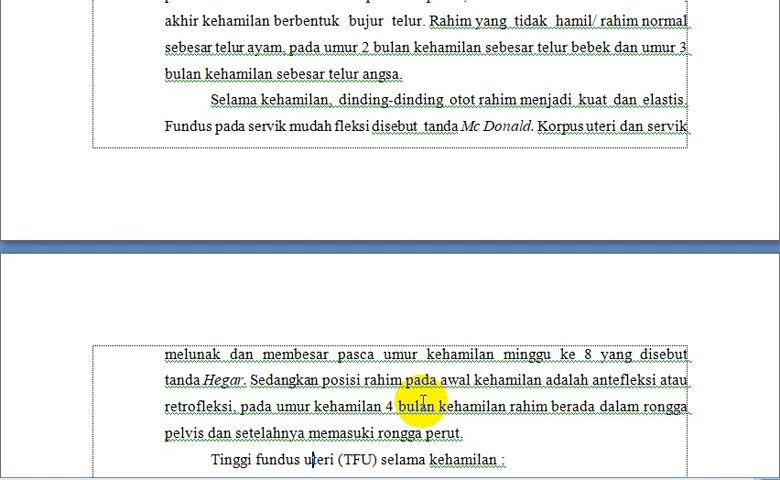 akhir kehamilan berbentuk bujur telur. Rahim yang tidak hamil/ rahim normal
sebesar telur ayam, pada umur 2 bulan kehamilan sebesar telur bebek dan umur 3
bulan kehamilan sebesar telur angsa.
Selama kehamilan, dinding-dinding otot rahim menjadi kuat dan elastis.
Fundus pada servik mudah fleksi disebut tanda Mc Donald. Korpus uteri dan servik
melunak dan membesar pasca umur kehamilan minggu ke 8 yang disebut
tanda Hegar. Sedangkan posisi rahim pada awal kehamilan adalah antefleksi atau
retrofleksi, pada umur kehamilan 4 bulan kehamilan rahim berada dalam rongga
pelvis dan setelahnya memasuki rongga perut.
Tinggi fundus uteri (TFU) selama kehamilan :